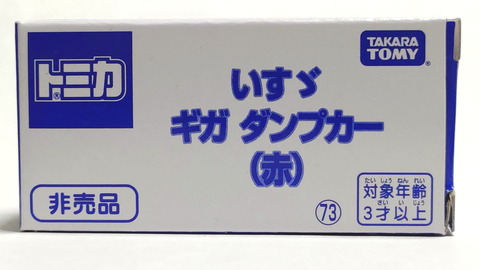 トミカ
®
TAKARA
TOMY
®
いすゞ
ギガ ダンプカー
(赤)
非売品
73
たい しょう ねん れい
対象年齢
さい い じょう
3才以上